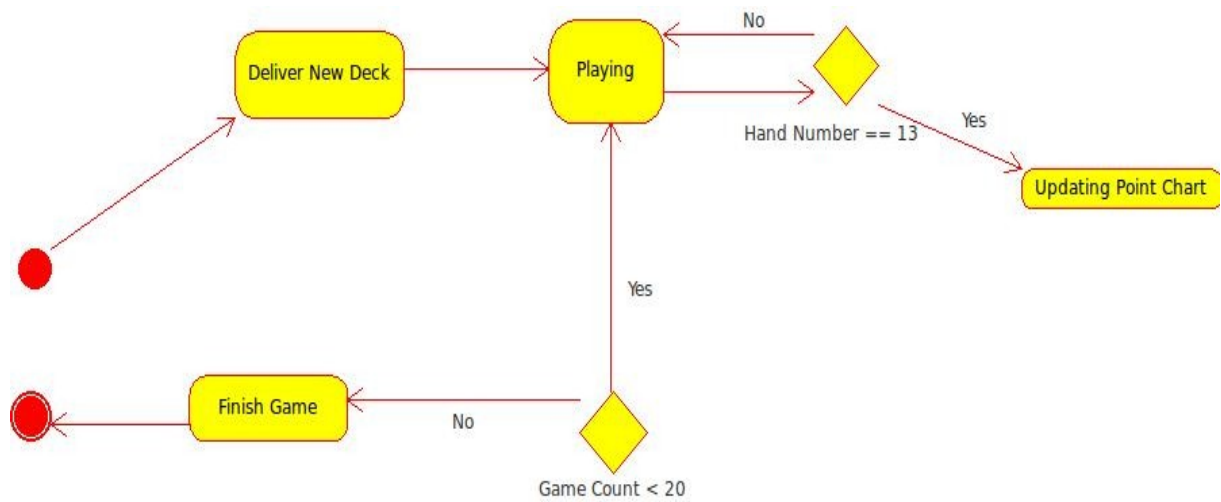 No
Deliver New Deck
Playing
Hand Number == 13
Yes
Updating Point Chart
Yes
Finish Game
No
Game Count < 20